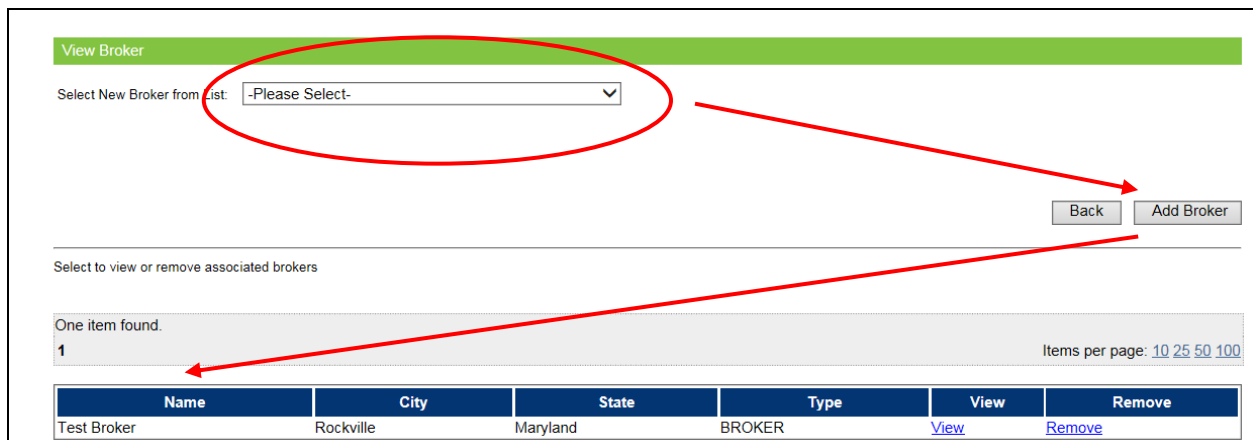 View Broker
Select New Broker from List: -Please Select-
Back Add Broker
Select to view or remove associated brokers
One item found.
1 Items per page: 10 25 50 100
Name City State Type View Remove
Test Broker Rockville Maryland BROKER View Remove